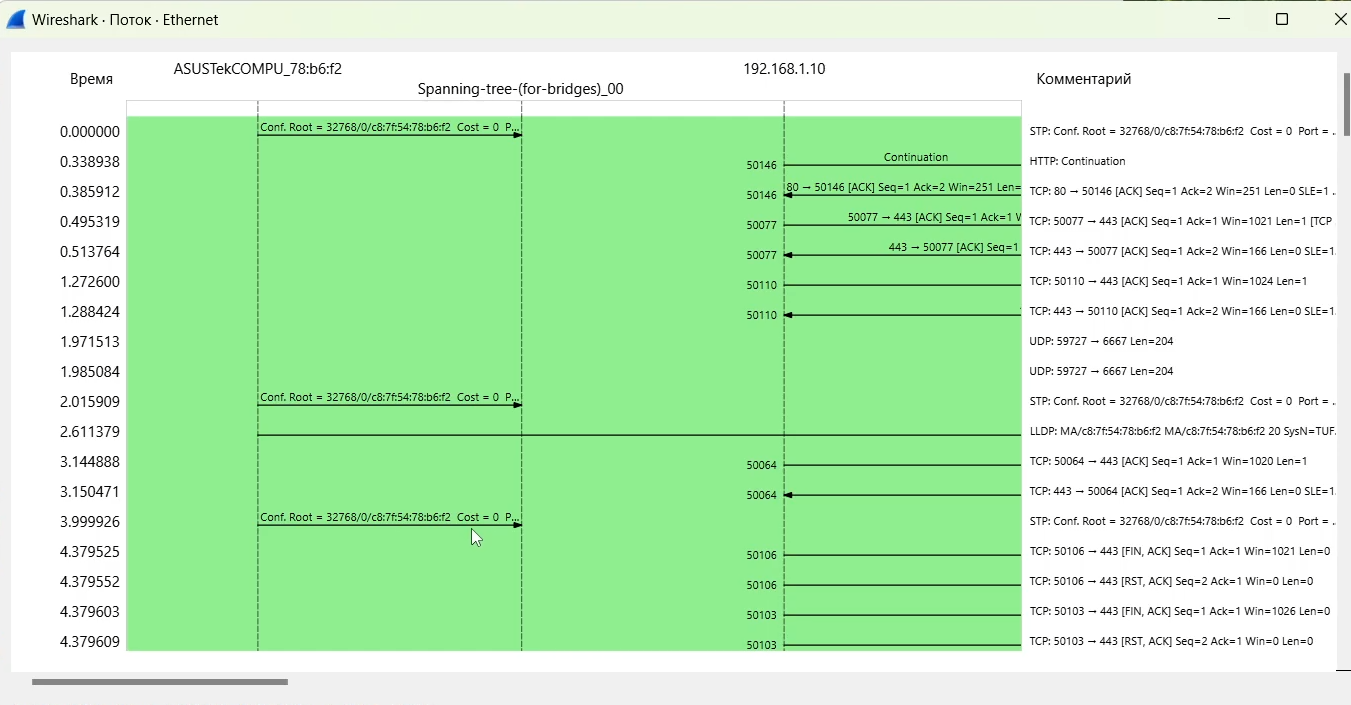 Wireshark · Поток · Ethernet
Время
ASUSTekCOMPU_78:b6:f2
Spanning-tree-(for-bridges)_00
192.168.1.10
Комментарий
0.000000 Conf. Root = 32768/0/c8:7f:54:78:b6:f2 Cost = 0 P... STP: Conf. Root = 32768/0/c8:7f:54:78:b6:f2 Cost = 0 Port = ..
0.338938 50146 Continuation HTTP: Continuation
0.385912 50146 80 → 50146 [ACK] Seq=1 Ack=2 Win=251 Len= TCP: 80 → 50146 [ACK] Seq=1 Ack=2 Win=251 Len=0 SLE=1 ..
0.495319 50077 50077 → 443 [ACK] Seq=1 Ack=1 W TCP: 50077 → 443 [ACK] Seq=1 Ack=1 Win=1021 Len=1 [TCP
0.513764 50077 443 → 50077 [ACK] Seq=1 TCP: 443 → 50077 [ACK] Seq=1 Ack=2 Win=166 Len=0 SLE=1.
1.272600 50110 TCP: 50110 → 443 [ACK] Seq=1 Ack=1 Win=1024 Len=1
1.288424 50110 TCP: 443 → 50110 [ACK] Seq=1 Ack=2 Win=166 Len=0 SLE=1.
1.971513 UDP: 59727 → 6667 Len=204
1.985084 UDP: 59727 → 6667 Len=204
2.015909 Conf. Root = 32768/0/c8:7f:54:78:b6:f2 Cost = 0 P... STP: Conf. Root = 32768/0/c8:7f:54:78:b6:f2 Cost = 0 Port = ..
2.611379 LLDP: MA/c8:7f:54:78:b6:f2 MA/c8:7f:54:78:b6:f2 20 SysN=TUF.
3.144888 50064 TCP: 50064 → 443 [ACK] Seq=1 Ack=1 Win=1020 Len=1
3.150471 50064 TCP: 443 → 50064 [ACK] Seq=1 Ack=2 Win=166 Len=0 SLE=1.
3.999926 Conf. Root = 32768/0/c8:7f:54:78:b6:f2 Cost = 0 P... STP: Conf. Root = 32768/0/c8:7f:54:78:b6:f2 Cost = 0 Port = ..
4.379525 50106 TCP: 50106 → 443 [FIN, ACK] Seq=1 Ack=1 Win=1021 Len=0
4.379552 50106 TCP: 50106 → 443 [RST, ACK] Seq=2 Ack=1 Win=0 Len=0
4.379603 50103 TCP: 50103 → 443 [FIN, ACK] Seq=1 Ack=1 Win=1026 Len=0
4.379609 50103 TCP: 50103 → 443 [RST, ACK] Seq=2 Ack=1 Win=0 Len=0